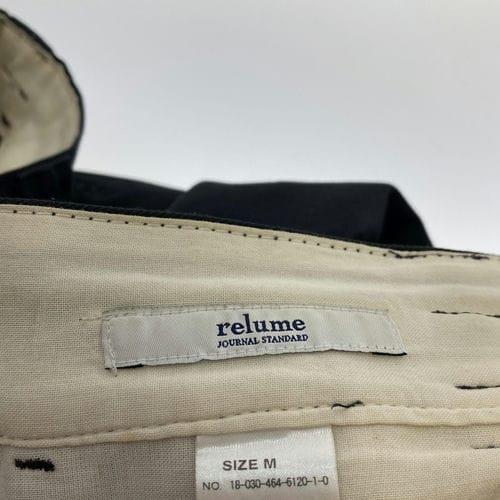 relume
JOURNAL STANDARD
SIZE M
NO. 18-030-464-6120-1-0